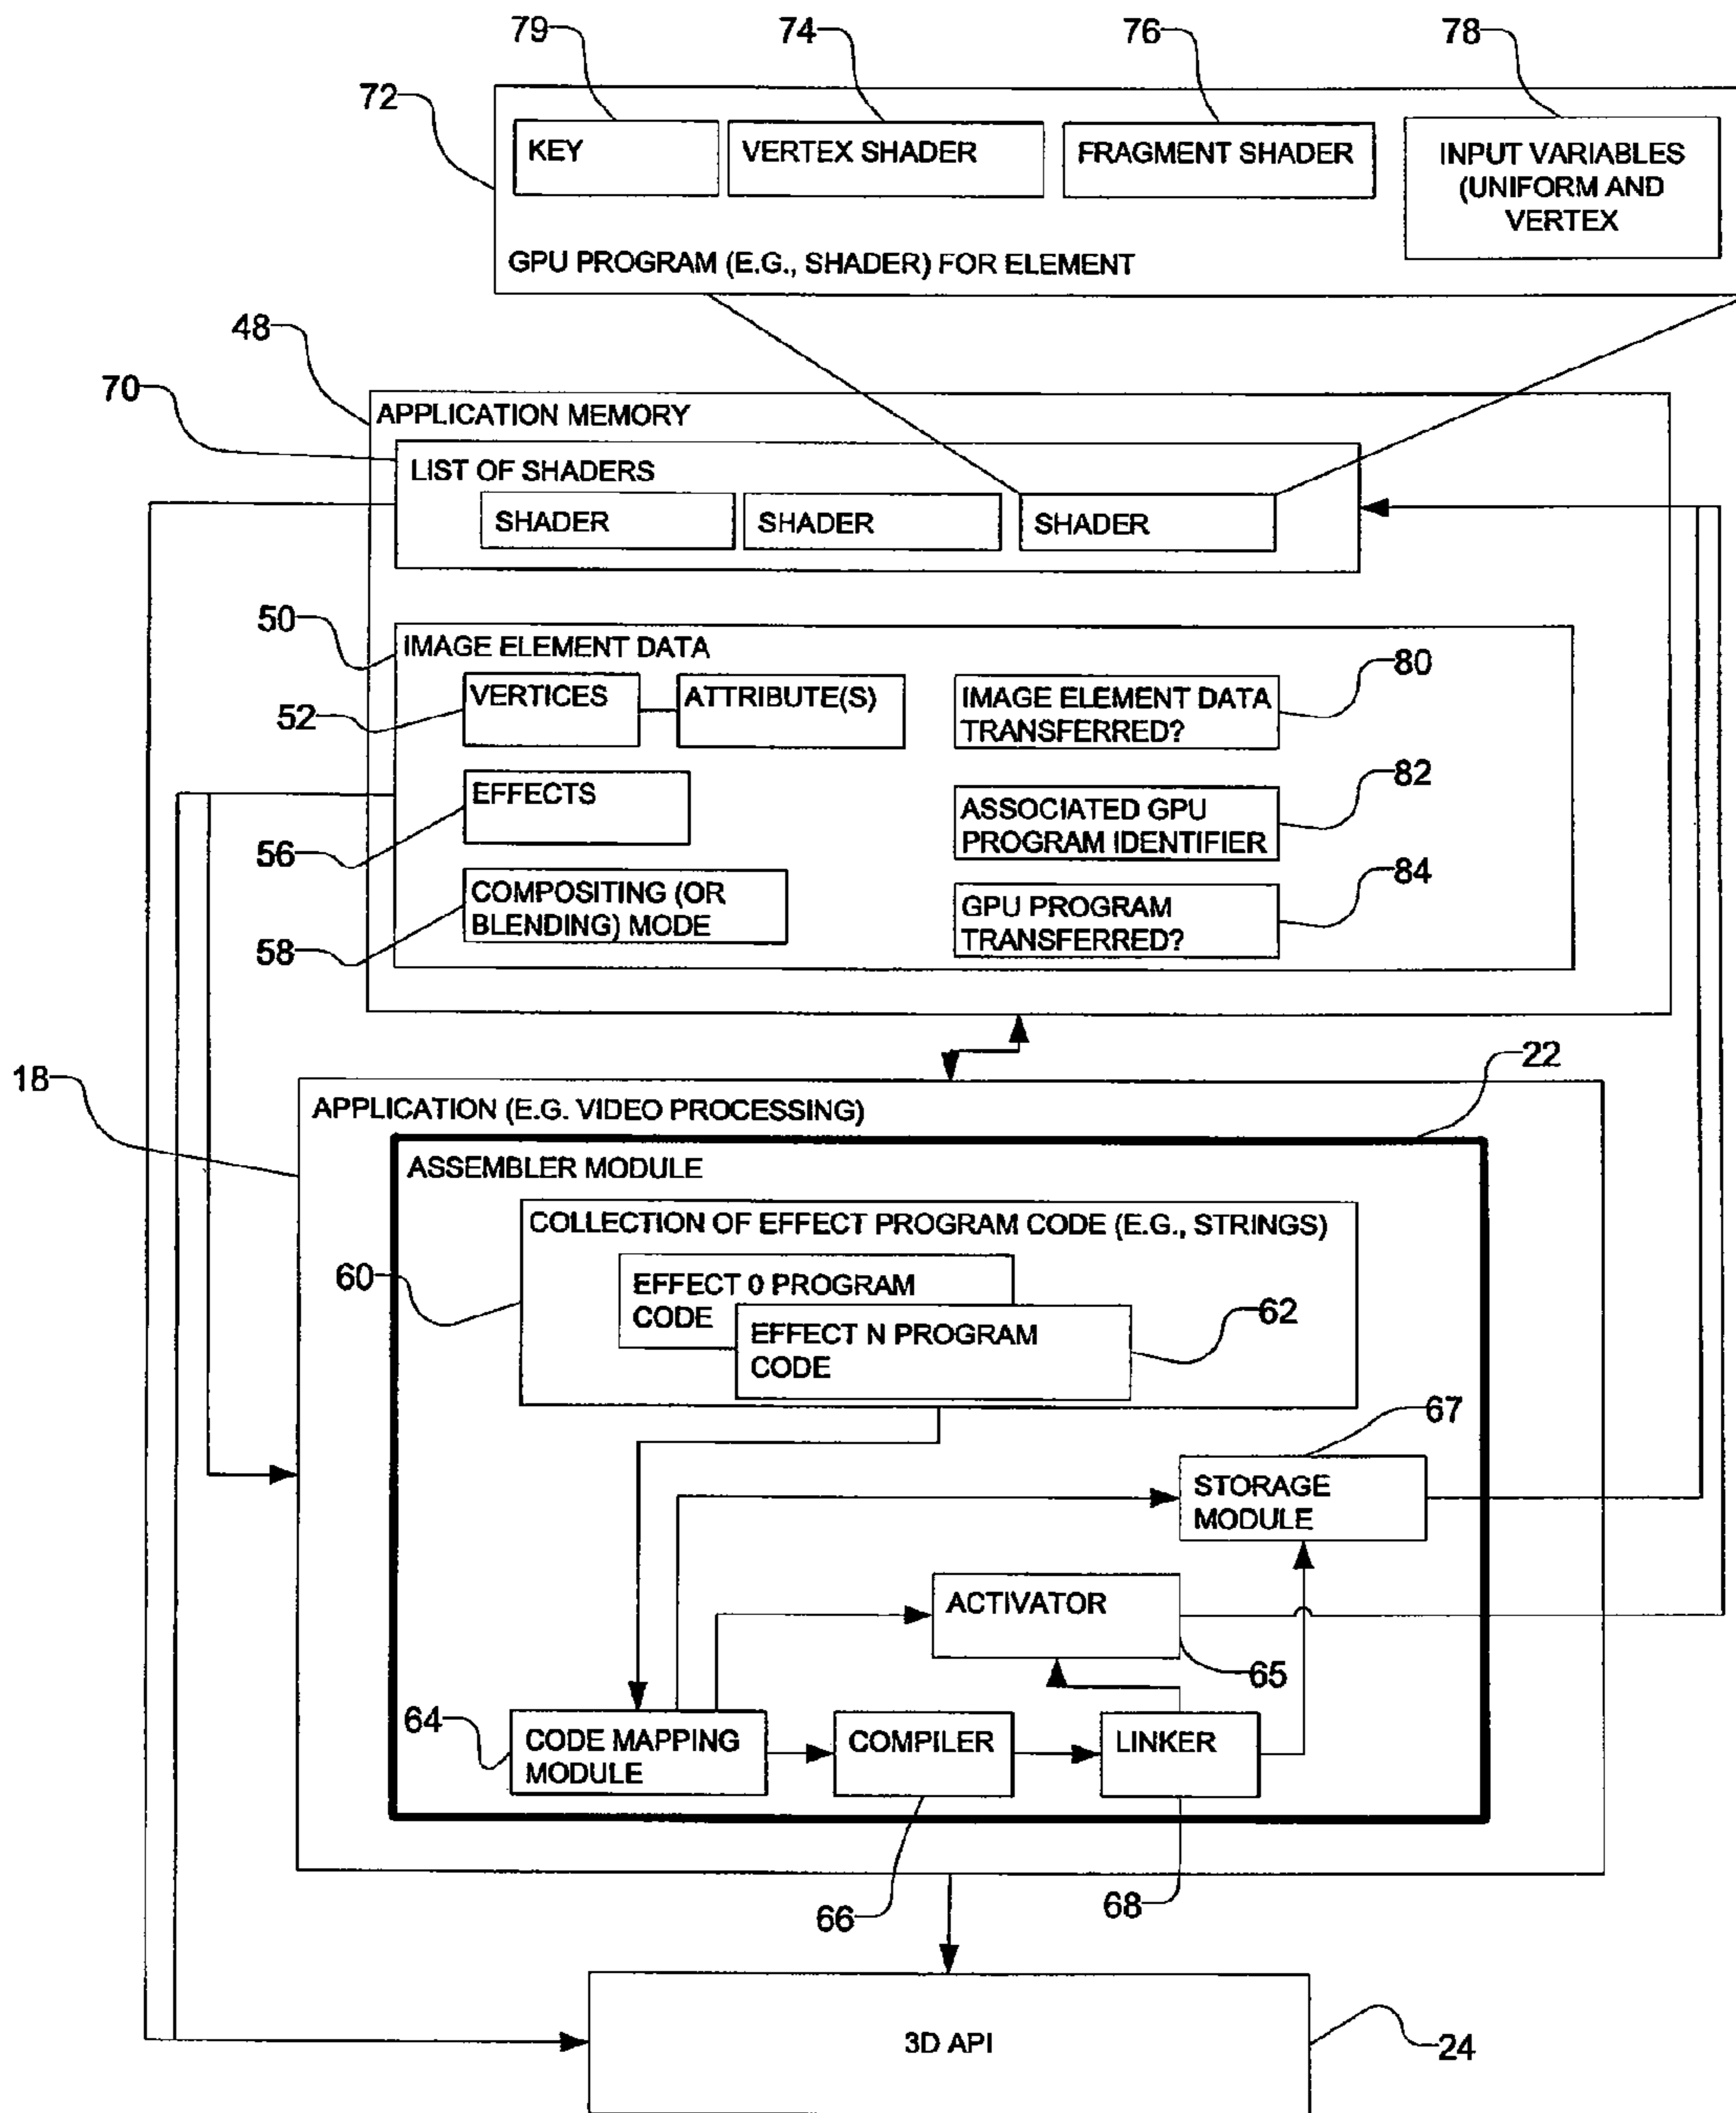 79
74
76
78
72
KEY
VERTEX SHADER
FRAGMENT SHADER
INPUT VARIABLES
(UNIFORM AND
VERTEX
GPU PROGRAM (E.G., SHADER) FOR ELEMENT
48
70
APPLICATION MEMORY
LIST OF SHADERS
SHADER
SHADER
SHADER
50
IMAGE ELEMENT DATA
80
VERTICES
ATTRIBUTE(S)
IMAGE ELEMENT DATA
TRANSFERRED?
52
82
EFFECTS
ASSOCIATED GPU
PROGRAM IDENTIFIER
56
84
COMPOSITING (OR
BLENDING) MODE
GPU PROGRAM
TRANSFERRED?
58
22
18
APPLICATION (E.G. VIDEO PROCESSING)
ASSEMBLER MODULE
COLLECTION OF EFFECT PROGRAM CODE (E.G., STRINGS)
60
EFFECT 0 PROGRAM
CODE
62
EFFECT N PROGRAM
CODE
67
STORAGE
MODULE
ACTIVATOR
65
64
CODE MAPPING
MODULE
COMPILER
LINKER
66
68
3D API
24